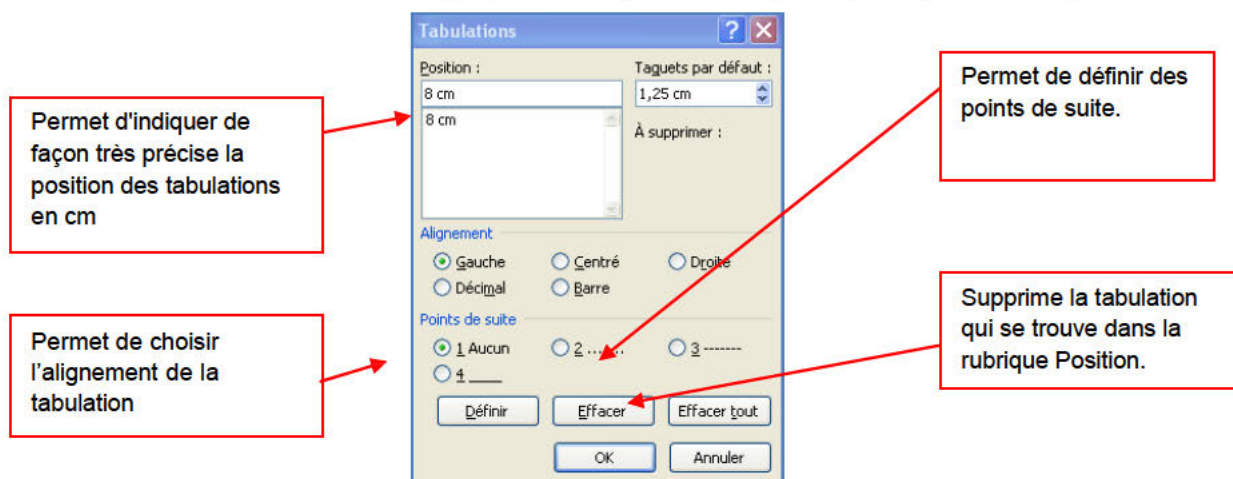 Tabulations
Position :
Taquets par défaut :
8 cm
1,25 cm
8 cm
À supprimer :
Alignement
Gauche
Centré
Droite
Décimal
Barre
Points de suite
1 Aucun
2 .......
3 -------
4 ____
Définir
Effacer
Effacer tout
OK
Annuler
Permet d'indiquer de
façon très précise la
position des tabulations
en cm
Permet de choisir
l’alignement de la
tabulation
Permet de définir des
points de suite.
Supprime la tabulation
qui se trouve dans la
rubrique Position.